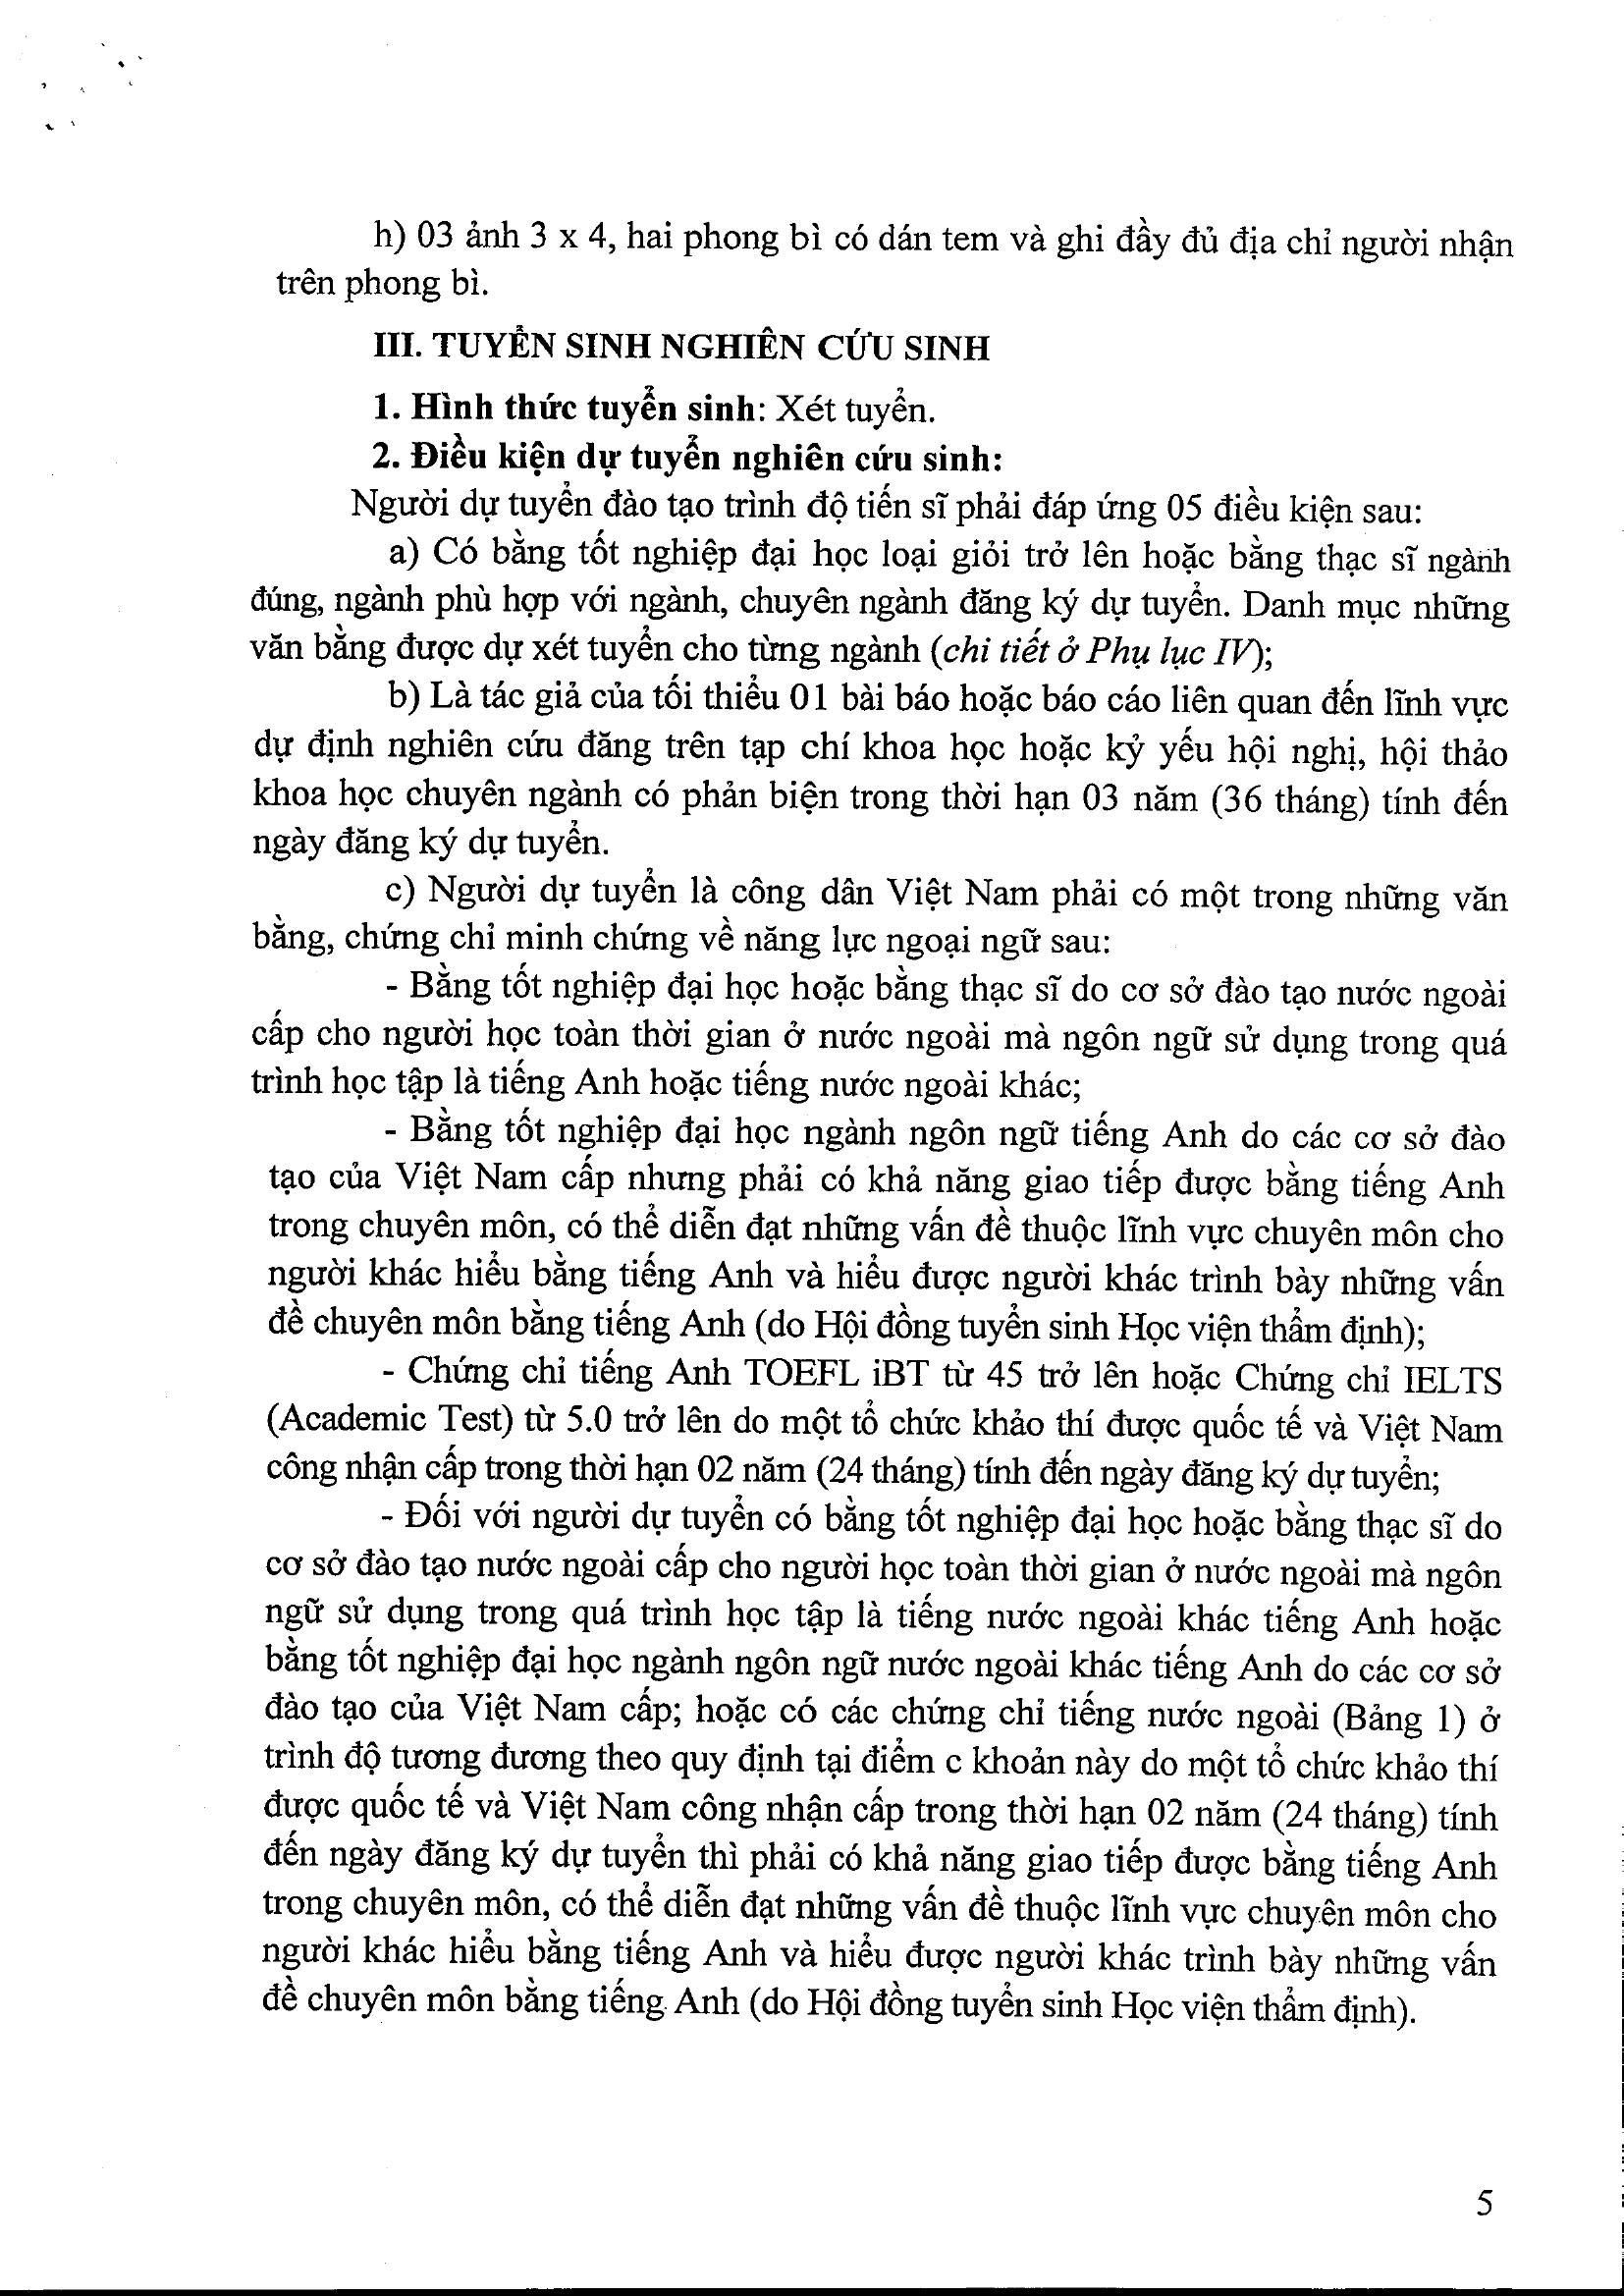 h) 03 ảnh 3 x 4, hai phong bì có dán tem và ghi đầy đủ địa chỉ người nhận
trên phong bì.
III. TUYỂN SINH NGHIÊN CỨU SINH
1. Hình thức tuyển sinh: Xét tuyển.
2. Điều kiện dự tuyển nghiên cứu sinh:
Người dự tuyển đào tạo trình độ tiến sĩ phải đáp ứng 05 điều kiện sau:
a) Có bằng tốt nghiệp đại học loại giỏi trở lên hoặc bằng thạc sĩ ngành
đúng, ngành phù hợp với ngành, chuyên ngành đăng ký dự tuyển. Danh mục những
văn bằng được dự xét tuyển cho từng ngành (chi tiết ở Phụ lục IV);
b) Là tác giả của tối thiểu 01 bài báo hoặc báo cáo liên quan đến lĩnh vực
dự định nghiên cứu đăng trên tạp chí khoa học hoặc kỷ yếu hội nghị, hội thảo
khoa học chuyên ngành có phản biện trong thời hạn 03 năm (36 tháng) tính đến
ngày đăng ký dự tuyển.
c) Người dự tuyển là công dân Việt Nam phải có một trong những văn
bằng, chứng chỉ minh chứng về năng lực ngoại ngữ sau:
- Bằng tốt nghiệp đại học hoặc bằng thạc sĩ do cơ sở đào tạo nước ngoài
cấp cho người học toàn thời gian ở nước ngoài mà ngôn ngữ sử dụng trong quá
trình học tập là tiếng Anh hoặc tiếng nước ngoài khác;
- Bằng tốt nghiệp đại học ngành ngôn ngữ tiếng Anh do các cơ sở đào
tạo của Việt Nam cấp nhưng phải có khả năng giao tiếp được bằng tiếng Anh
trong chuyên môn, có thể diễn đạt những vấn đề thuộc lĩnh vực chuyên môn cho
người khác hiểu bằng tiếng Anh và hiểu được người khác trình bày những vấn
đề chuyên môn bằng tiếng Anh (do Hội đồng tuyển sinh Học viện thẩm định);
- Chứng chỉ tiếng Anh TOEFL iBT từ 45 trở lên hoặc Chứng chỉ IELTS
(Academic Test) từ 5.0 trở lên do một tổ chức khảo thí được quốc tế và Việt Nam
công nhận cấp trong thời hạn 02 năm (24 tháng) tính đến ngày đăng ký dự tuyển;
- Đối với người dự tuyển có bằng tốt nghiệp đại học hoặc bằng thạc sĩ do
cơ sở đào tạo nước ngoài cấp cho người học toàn thời gian ở nước ngoài mà ngôn
ngữ sử dụng trong quá trình học tập là tiếng nước ngoài khác tiếng Anh hoặc
bằng tốt nghiệp đại học ngành ngôn ngữ nước ngoài khác tiếng Anh do các cơ sở
đào tạo của Việt Nam cấp; hoặc có các chứng chỉ tiếng nước ngoài (Bảng 1) ở
trình độ tương đương theo quy định tại điểm c khoản này do một tổ chức khảo thí
được quốc tế và Việt Nam công nhận cấp trong thời hạn 02 năm (24 tháng) tính
đến ngày đăng ký dự tuyển thì phải có khả năng giao tiếp được bằng tiếng Anh
trong chuyên môn, có thể diễn đạt những vấn đề thuộc lĩnh vực chuyên môn cho
người khác hiểu bằng tiếng Anh và hiểu được người khác trình bày những vấn
đề chuyên môn bằng tiếng Anh (do Hội đồng tuyển sinh Học viện thẩm định).
5